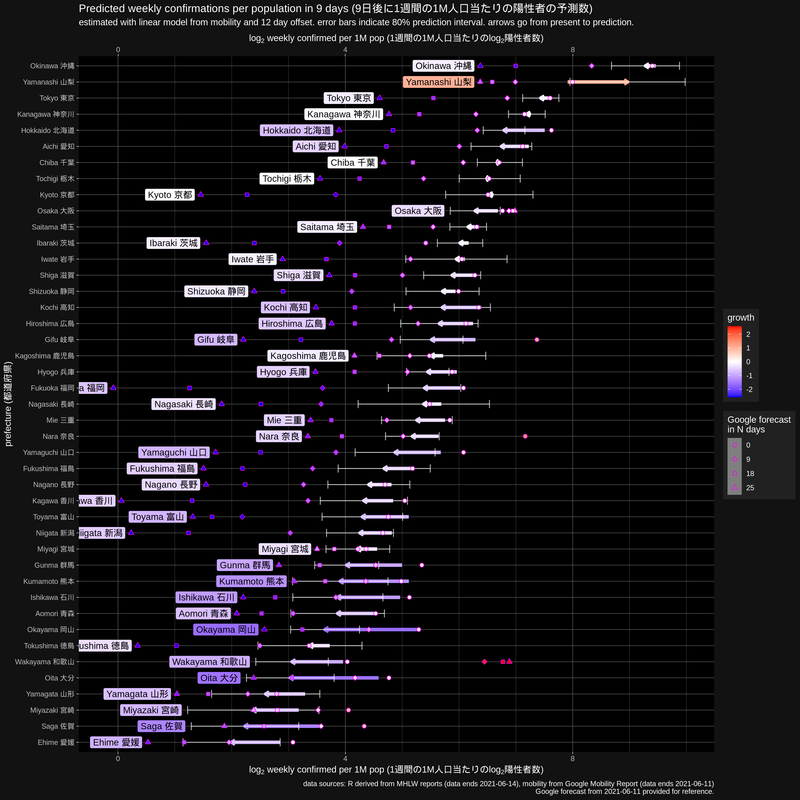 Predicted weekly confirmations per population in 9 days (9日後に1週間の1M人口当たりの陽性者の予測数)
estimated with linear model from mobility and 12 day offset. error bars indicate 80% prediction interval. arrows go from present to prediction.
log₂ weekly confirmed per 1M pop (1週間の1M人口当たりのlog₂陽性者数)
0 4 8
Okinawa 沖縄 Okinawa 沖縄
Yamanashi 山梨 Yamanashi 山梨
Tokyo 東京 Tokyo 東京
Kanagawa 神奈川 Kanagawa 神奈川
Hokkaido 北海道 Hokkaido 北海道
Aichi 愛知 Aichi 愛知
Chiba 千葉 Chiba 千葉
Tochigi 栃木 Tochigi 栃木
Kyoto 京都 Kyoto 京都
Osaka 大阪 Osaka 大阪
Saitama 埼玉 Saitama 埼玉
Ibaraki 茨城 Ibaraki 茨城
Iwate 岩手 Iwate 岩手
Shiga 滋賀 Shiga 滋賀
Shizuoka 静岡 Shizuoka 静岡
Kochi 高知 Kochi 高知
Hiroshima 広島 Hiroshima 広島
Gifu 岐阜 Gifu 岐阜
Kagoshima 鹿児島 Kagoshima 鹿児島
Hyogo 兵庫 Hyogo 兵庫
Fukuoka 福岡 a 福岡
Nagasaki 長崎 Nagasaki 長崎
Mie 三重 Mie 三重
Nara 奈良 Nara 奈良
Yamaguchi 山口 Yamaguchi 山口
Fukushima 福島 Fukushima 福島
Nagano 長野 Nagano 長野
Kagawa 香川 wa 香川
Toyama 富山 Toyama 富山
Niigata 新潟 iigata 新潟
Miyagi 宮城 Miyagi 宮城
Gunma 群馬 Gunma 群馬
Kumamoto 熊本 Kumamoto 熊本
Ishikawa 石川 Ishikawa 石川
Aomori 青森 Aomori 青森
Okayama 岡山 Okayama 岡山
Tokushima 徳島 ushima 徳島
Wakayama 和歌山 Wakayama 和歌山
Oita 大分 Oita 大分
Yamagata 山形 Yamagata 山形
Miyazaki 宮崎 Miyazaki 宮崎
Saga 佐賀 Saga 佐賀
Ehime 愛媛 Ehime 愛媛
0 4 8
log₂ weekly confirmed per 1M pop (1週間の1M人口当たりのlog₂陽性者数)
prefecture (都道府県)
growth
2
1
0
-1
-2
Google forecast
in N days
0
9
18
25
data sources: R derived from MHLW reports (data ends 2021-06-14), mobility from Google Mobility Report (data ends 2021-06-11)
Google forecast from 2021-06-11 provided for reference.